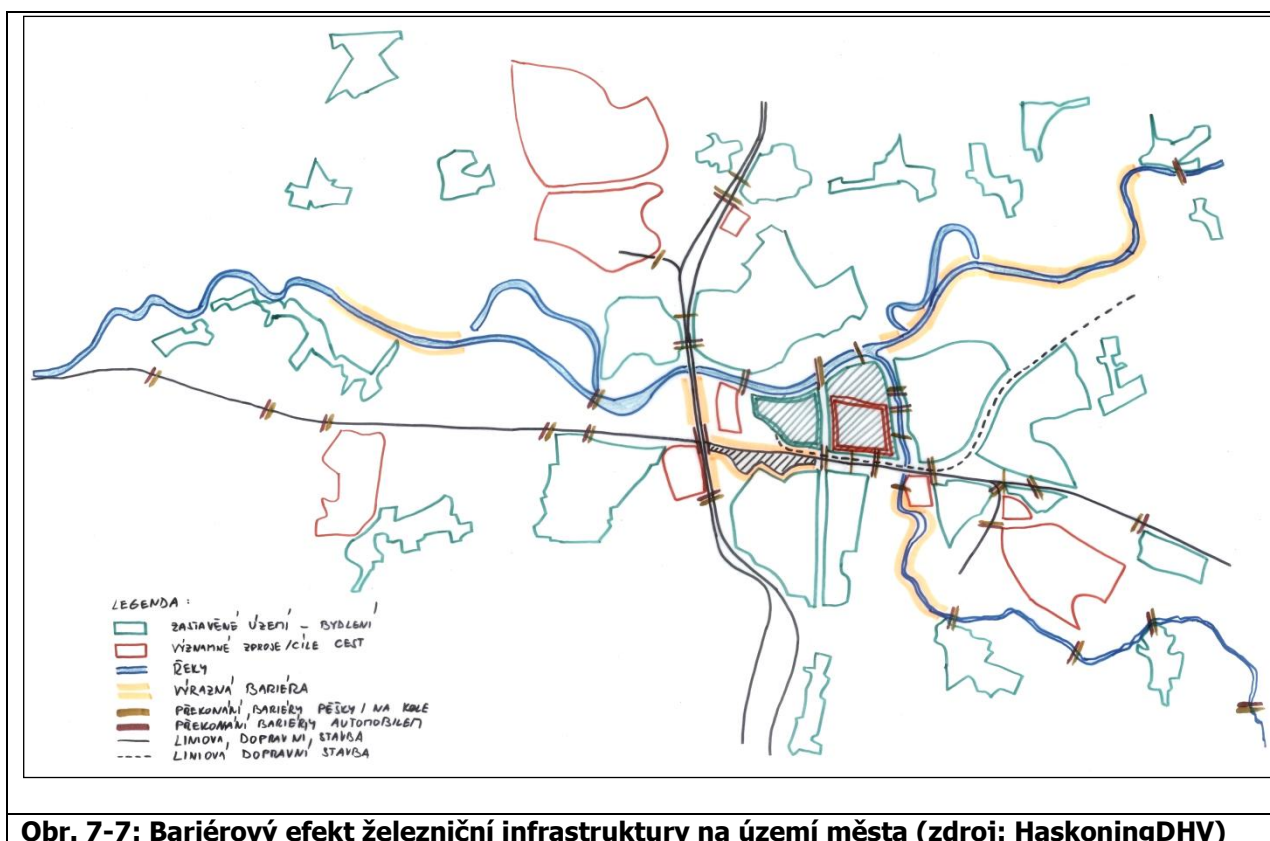 LEGENDA :
ZASTAVĚNÉ ÚZEMÍ – BYDLENÍ
VÝZNAMNÉ ZDROJE/CÍLE CEST
ŘEKY
VÝRAZNÁ BARIÉRA
PŘEKONÁNÍ BARIÉRY PĚŠKY / NA KOLE
PŘEKONÁNÍ BARIÉRY AUTOMOBILEM
LINIOVÁ DOPRAVNÍ STAVBA
LINIOVÁ DOPRAVNÍ STAVBA
Obr. 7-7: Bariérový efekt železniční infrastruktury na území města (zdroj: HaskoningDHV)